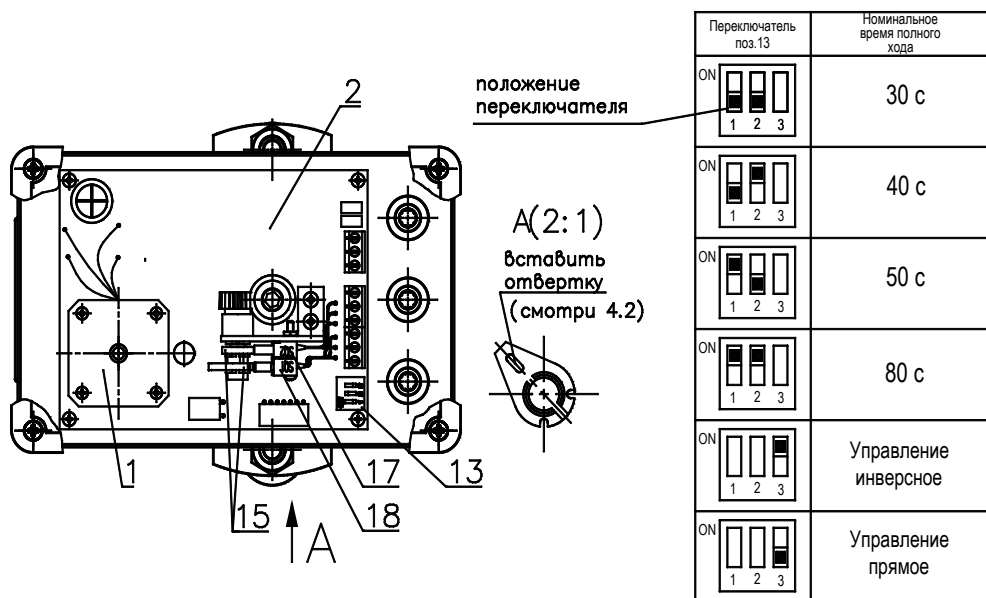 2
1
15
17
18
13
A
A(2:1)
вставить
отвертку
(смотри 4.2)
положение
переключателя
Переключатель
поз.13
Номинальное
время полного
хода
ON
1 2 3
30 с
ON
1 2 3
40 с
ON
1 2 3
50 с
ON
1 2 3
80 с
ON
1 2 3
Управление
инверсное
ON
1 2 3
Управление
прямое